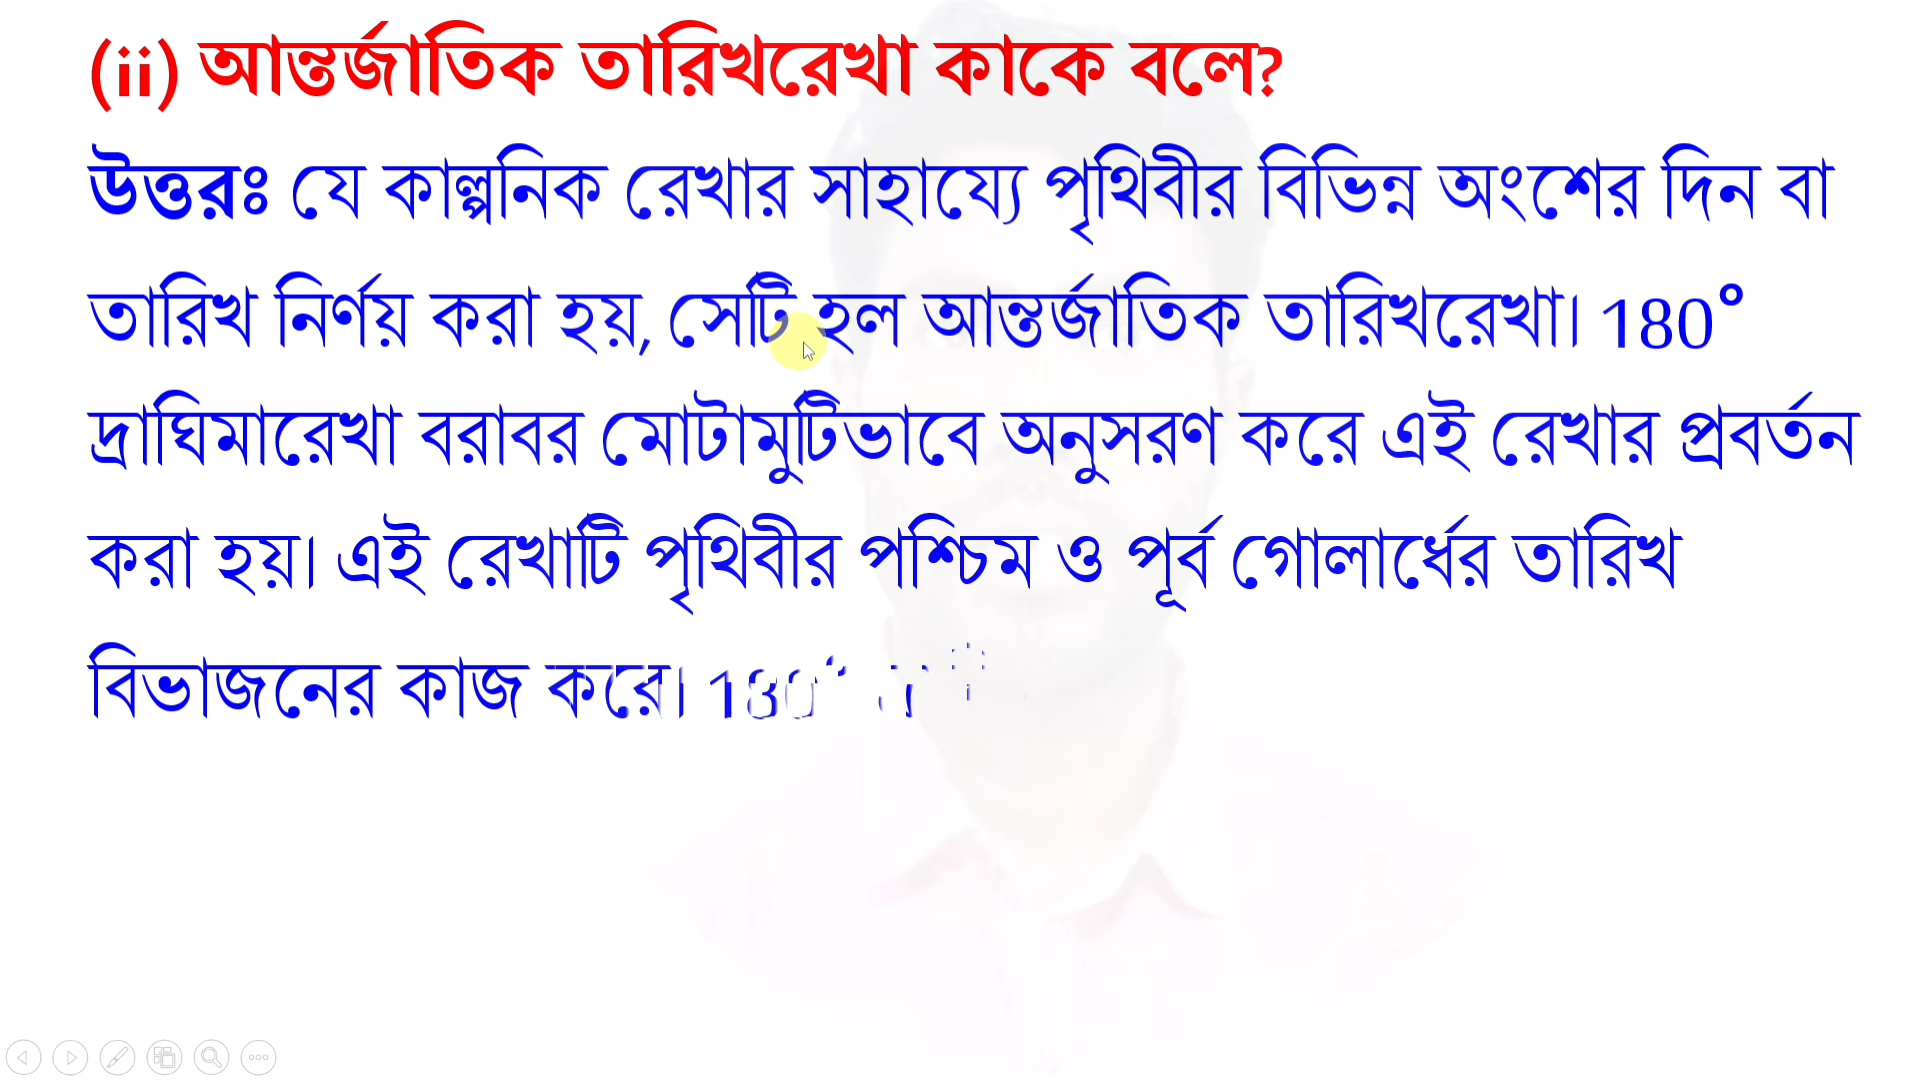 (ii) আন্তর্জাতিক তারিখরেখা কাকে বলে?
উত্তরঃ যে কাল্পনিক রেখার সাহায্যে পৃথিবীর বিভিন্ন অংশের দিন বা
তারিখ নির্ণয় করা হয়, সেটি হল আন্তর্জাতিক তারিখরেখা। 180°
দ্রাঘিমারেখা বরাবর মোটামুটিভাবে অনুসরণ করে এই রেখার প্রবর্তন
করা হয়। এই রেখাটি পৃথিবীর পশ্চিম ও পূর্ব গোলার্ধের তারিখ
বিভাজনের কাজ করে। 180°